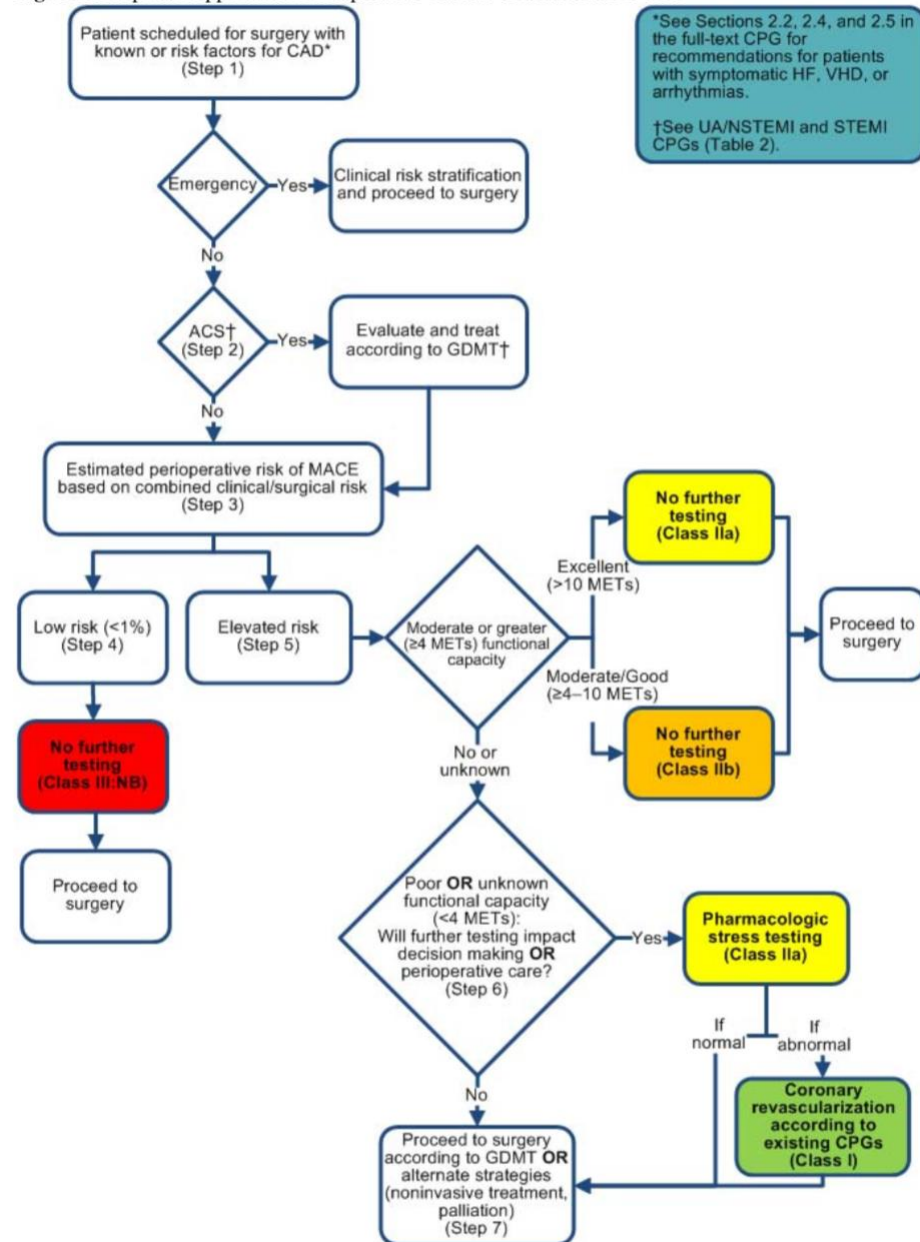 Patient scheduled for surgery with
known or risk factors for CAD*
(Step 1)
*See Sections 2.2, 2.4, and 2.5 in
the full-text CPG for
recommendations for patients
with symptomatic HF, VHD, or
arrhythmias.
†See UA/NSTEMI and STEMI
CPGs (Table 2).
Emergency
Yes
Clinical risk stratification
and proceed to surgery
No
ACS†
(Step 2)
Yes
Evaluate and treat
according to GDMT†
No
Estimated perioperative risk of MACE
based on combined clinical/surgical risk
(Step 3)
Low risk (<1%)
(Step 4)
Elevated risk
(Step 5)
Moderate or greater
(≥4 METs) functional
capacity
Excellent
(>10 METs)
No further
testing
(Class IIa)
Moderate/Good
(≥4–10 METs)
No further
testing
(Class IIb)
Proceed to
surgery
No further
testing
(Class III:NB)
Proceed to
surgery
No or
unknown
Poor OR unknown
functional capacity
(<4 METs):
Will further testing impact
decision making OR
perioperative care?
(Step 6)
Yes
Pharmacologic
stress testing
(Class IIa)
If
normal
If
abnormal
Coronary
revascularization
according to
existing CPGs
(Class I)
No
Proceed to surgery
according to GDMT OR
alternate strategies
(noninvasive treatment,
palliation)
(Step 7)